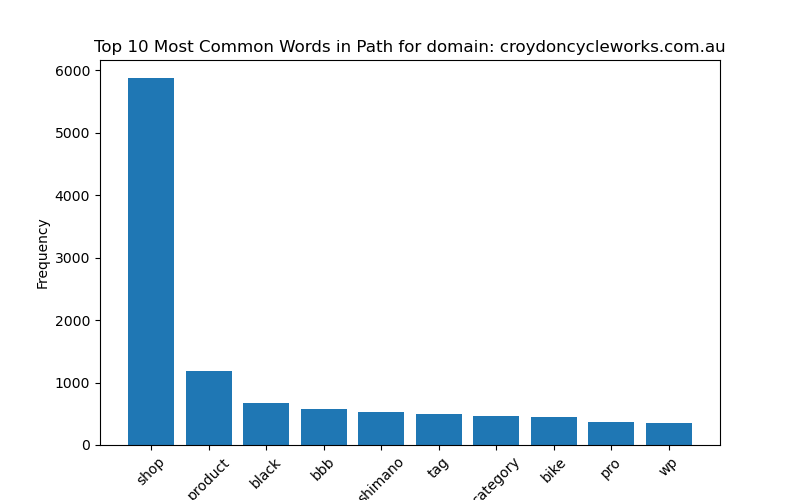 Top 10 Most Common Words in Path for domain: croydoncycleworks.com.au
6000
5000
4000
3000
2000
1000
0
Frequency
shop
product
black
bbb
shimano
tag
category
bike
pro
wp